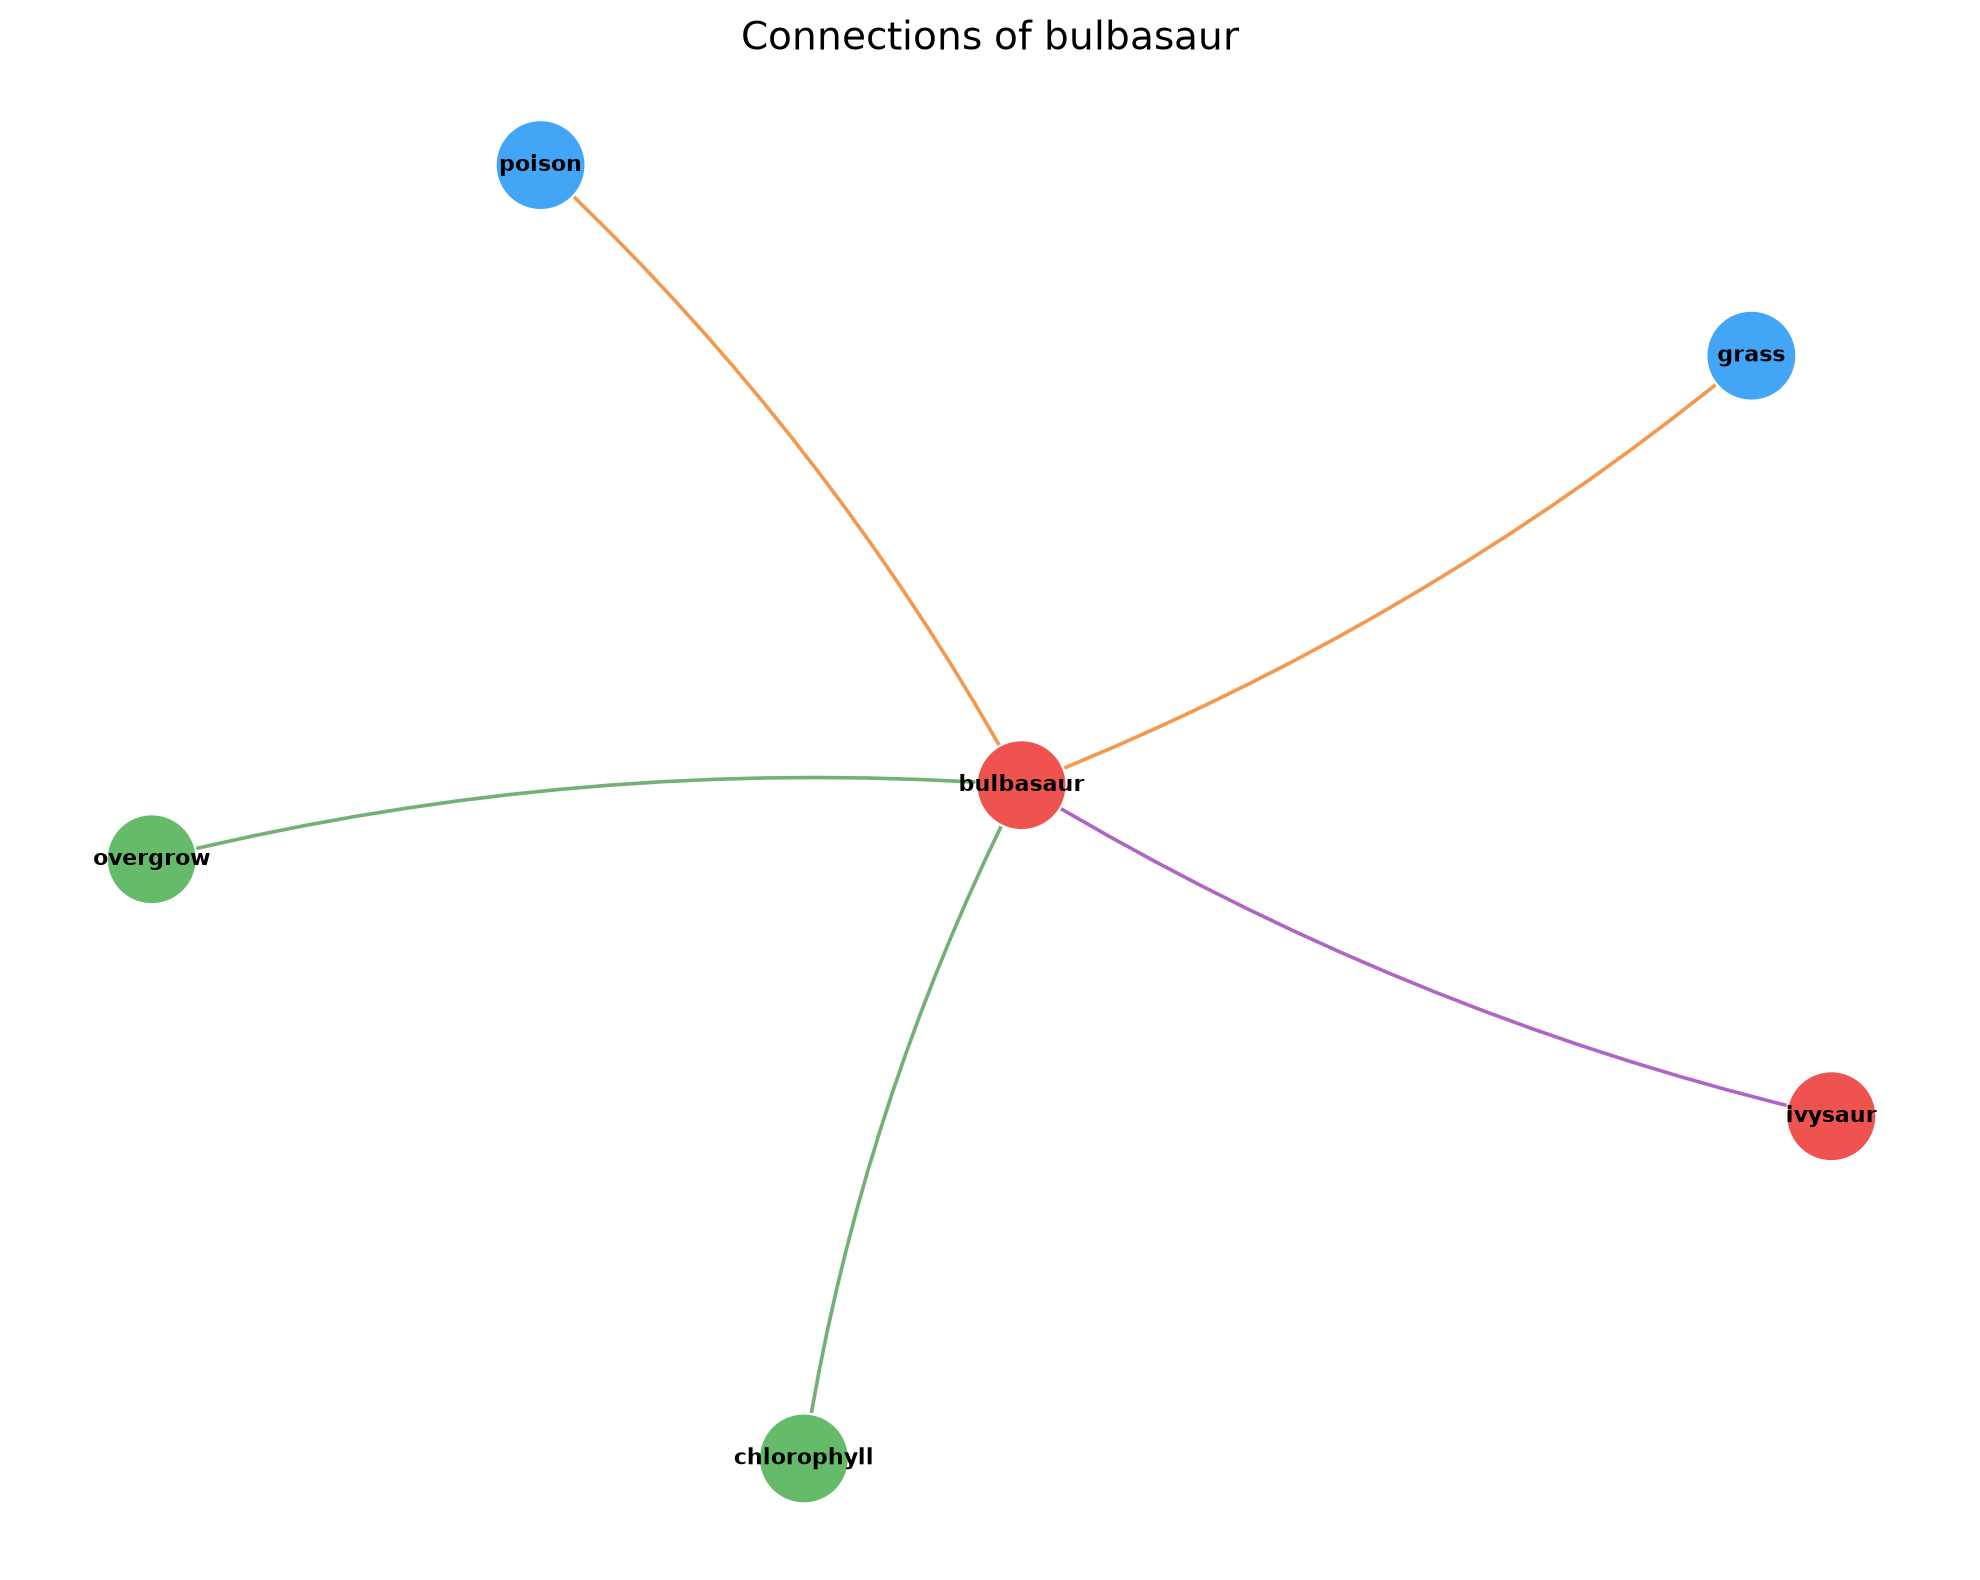 Connections of bulbasaur
poison
grass
bulbasaur
overgrow
ivysaur
chlorophyll